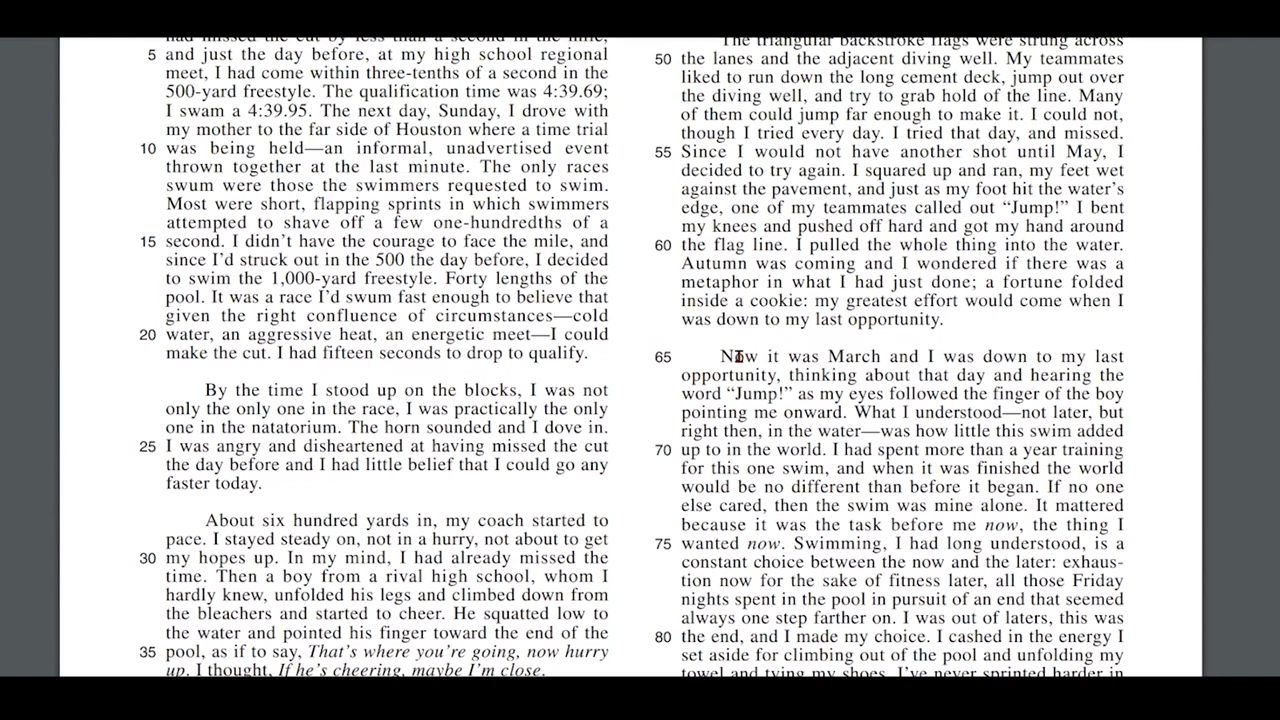 had missed the cut by less than a second in the mile,
5 and just the day before, at my high school regional
meet, I had come within three-tenths of a second in the
500-yard freestyle. The qualification time was 4:39.69;
I swam a 4:39.95. The next day, Sunday, I drove with
my mother to the far side of Houston where a time trial
10 was being held—an informal, unadvertised event
thrown together at the last minute. The only races
swum were those the swimmers requested to swim.
Most were short, flapping sprints in which swimmers
attempted to shave off a few one-hundredths of a
15 second. I didn't have the courage to face the mile, and
since I'd struck out in the 500 the day before, I decided
to swim the 1,000-yard freestyle. Forty lengths of the
pool. It was a race I'd swum fast enough to believe that
given the right confluence of circumstances—cold
20 water, an aggressive heat, an energetic meet—I could
make the cut. I had fifteen seconds to drop to qualify.
By the time I stood up on the blocks, I was not
only the only one in the race, I was practically the only
one in the natatorium. The horn sounded and I dove in.
25 I was angry and disheartened at having missed the cut
the day before and I had little belief that I could go any
faster today.
About six hundred yards in, my coach started to
pace. I stayed steady on, not in a hurry, not about to get
30 my hopes up. In my mind, I had already missed the
time. Then a boy from a rival high school, whom I
hardly knew, unfolded his legs and climbed down from
the bleachers and started to cheer. He squatted low to
the water and pointed his finger toward the end of the
35 pool, as if to say, That's where you're going, now hurry
up. I thought, If he's cheering, maybe I'm close.
The triangular backstroke flags were strung across
50 the lanes and the adjacent diving well. My teammates
liked to run down the long cement deck, jump out over
the diving well, and try to grab hold of the line. Many
of them could jump far enough to make it. I could not,
though I tried every day. I tried that day, and missed.
55 Since I would not have another shot until May, I
decided to try again. I squared up and ran, my feet wet
against the pavement, and just as my foot hit the water's
edge, one of my teammates called out “Jump!” I bent
my knees and pushed off hard and got my hand around
60 the flag line. I pulled the whole thing into the water.
Autumn was coming and I wondered if there was a
metaphor in what I had just done; a fortune folded
inside a cookie: my greatest effort would come when I
was down to my last opportunity.
65 Now it was March and I was down to my last
opportunity, thinking about that day and hearing the
word “Jump!” as my eyes followed the finger of the boy
pointing me onward. What I understood—not later, but
right then, in the water—was how little this swim added
70 up to in the world. I had spent more than a year training
for this one swim, and when it was finished the world
would be no different than before it began. If no one
else cared, then the swim was mine alone. It mattered
because it was the task before me now, the thing I
75 wanted now. Swimming, I had long understood, is a
constant choice between the now and the later: exhaus-
tion now for the sake of fitness later, all those Friday
nights spent in the pool in pursuit of an end that seemed
always one step farther on. I was out of laters, this was
80 the end, and I made my choice. I cashed in the energy I
set aside for climbing out of the pool and unfolding my
towel and tying my shoes. I've never sprinted harder in